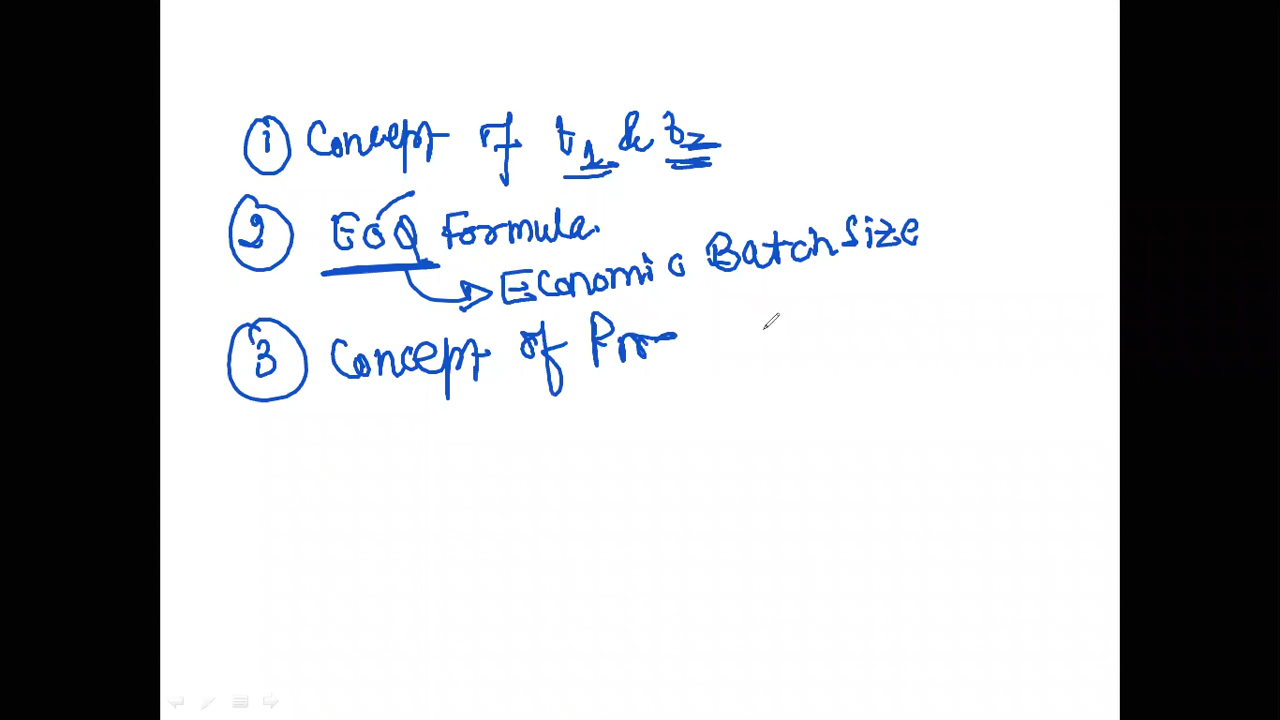 ① Concept of t1 & t2
② EOQ Formula.
Economic Batch Size
③ Concept of